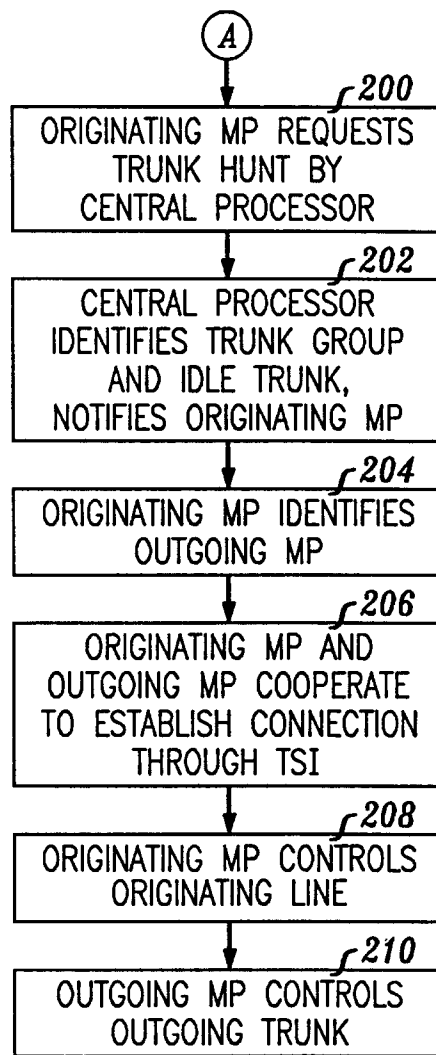 A
200
ORIGINATING MP REQUESTS
TRUNK HUNT BY
CENTRAL PROCESSOR
202
CENTRAL PROCESSOR
IDENTIFIES TRUNK GROUP
AND IDLE TRUNK,
NOTIFIES ORIGINATING MP
204
ORIGINATING MP IDENTIFIES
OUTGOING MP
206
ORIGINATING MP AND
OUTGOING MP COOPERATE
TO ESTABLISH CONNECTION
THROUGH TSI
208
ORIGINATING MP CONTROLS
ORIGINATING LINE
210
OUTGOING MP CONTROLS
OUTGOING TRUNK